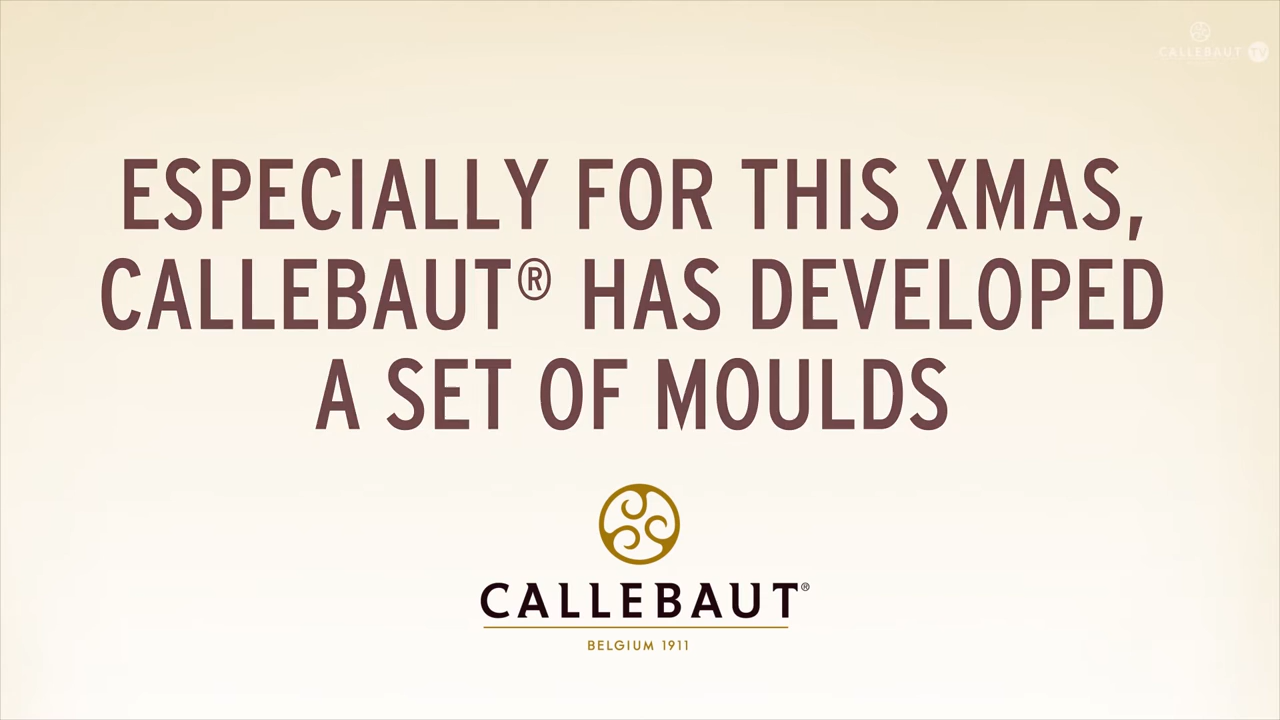 CALLEBAUT TV
ESPECIALLY FOR THIS XMAS,
CALLEBAUT® HAS DEVELOPED
A SET OF MOULDS
CALLEBAUT®
BELGIUM 1911